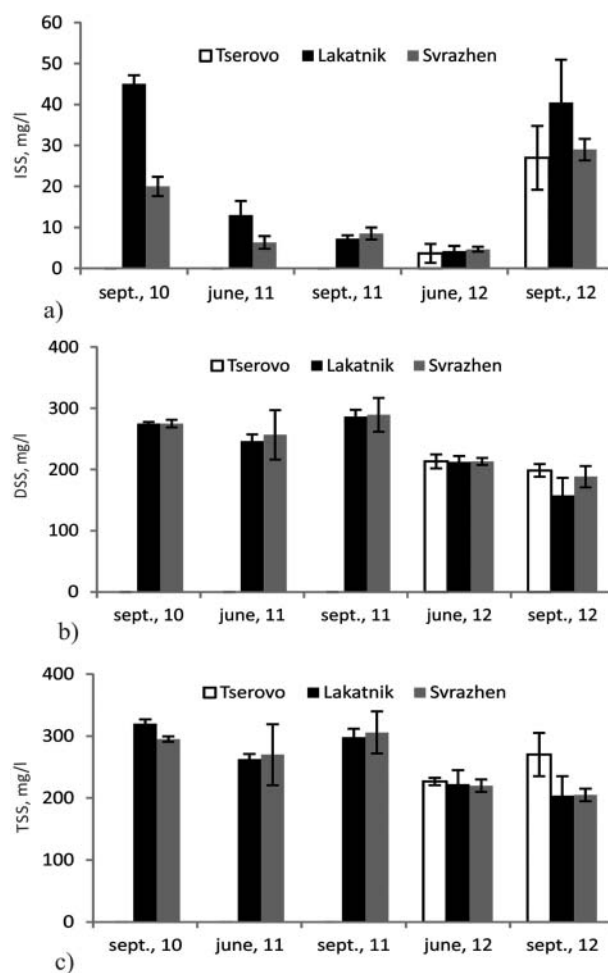 60
50
40
30
20
10
0
ISS, mg/l
Tserovo Lakatnik Svrazhen
sept., 10 june, 11 sept., 11 june, 12 sept., 12
a)
400
300
200
100
0
DSS, mg/l
Tserovo Lakatnik Svrazhen
sept., 10 june, 11 sept., 11 june, 12 sept., 12
b)
400
300
200
100
0
TSS, mg/l
Tserovo Lakatnik Svrazhen
sept., 10 june, 11 sept., 11 june, 12 sept., 12
c)